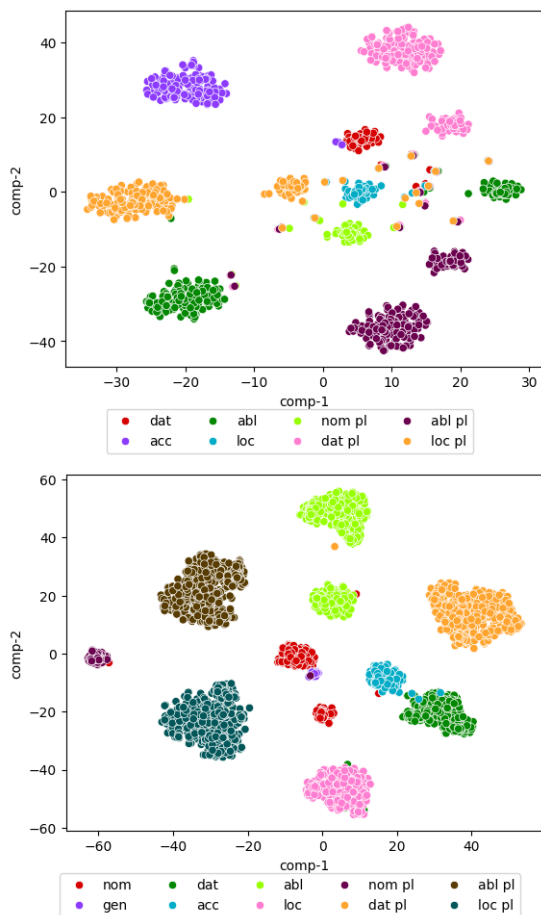 40
20
0
−20
−40
comp-2
−30 −20 −10 0 10 20 30
comp-1
dat abl nom pl abl pl
acc loc dat pl loc pl
60
40
20
0
−20
−40
−60
comp-2
−60 −40 −20 0 20 40
comp-1
nom dat abl nom pl abl pl
gen acc loc dat pl loc pl